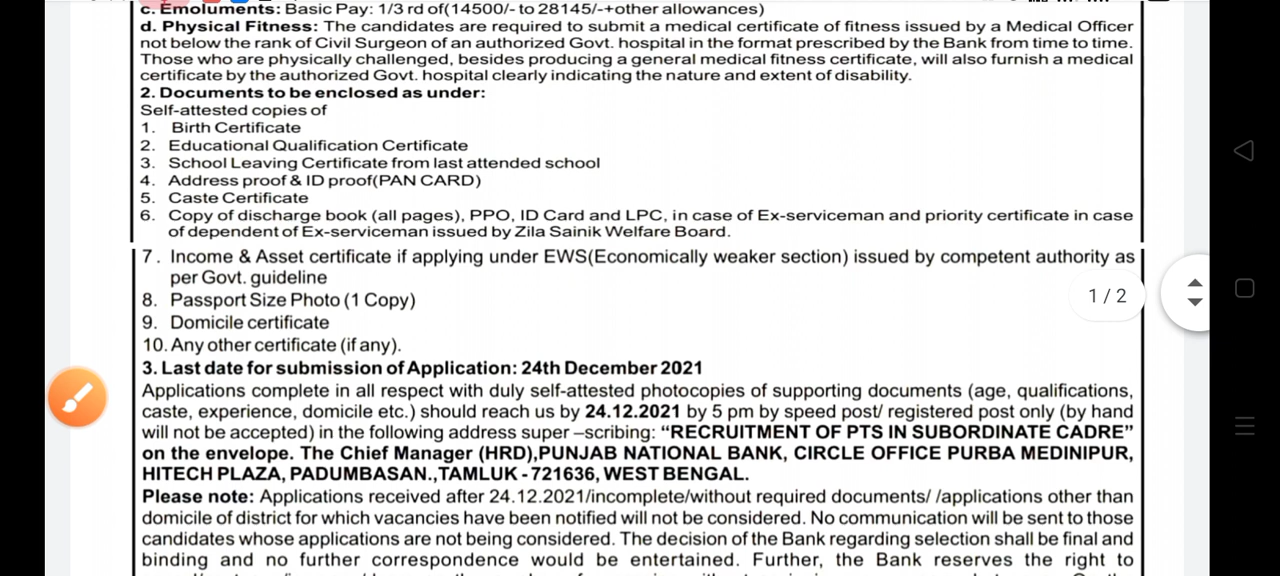 c. Emoluments: Basic Pay: 1/3 rd of(14500/- to 28145/-+other allowances)
d. Physical Fitness: The candidates are required to submit a medical certificate of fitness issued by a Medical Officer
not below the rank of Civil Surgeon of an authorized Govt. hospital in the format prescribed by the Bank from time to time.
Those who are physically challenged, besides producing a general medical fitness certificate, will also furnish a medical
certificate by the authorized Govt. hospital clearly indicating the nature and extent of disability.
2. Documents to be enclosed as under:
Self-attested copies of
1. Birth Certificate
2. Educational Qualification Certificate
3. School Leaving Certificate from last attended school
4. Address proof & ID proof(PAN CARD)
5. Caste Certificate
6. Copy of discharge book (all pages), PPO, ID Card and LPC, in case of Ex-serviceman and priority certificate in case
of dependent of Ex-serviceman issued by Zila Sainik Welfare Board.
7. Income & Asset certificate if applying under EWS(Economically weaker section) issued by competent authority as
per Govt. guideline
8. Passport Size Photo (1 Copy)
1 / 2
9. Domicile certificate
10. Any other certificate (if any).
3. Last date for submission of Application: 24th December 2021
Applications complete in all respect with duly self-attested photocopies of supporting documents (age, qualifications,
caste, experience, domicile etc.) should reach us by 24.12.2021 by 5 pm by speed post/ registered post only (by hand
will not be accepted) in the following address super –scribing: “RECRUITMENT OF PTS IN SUBORDINATE CADRE”
on the envelope. The Chief Manager (HRD),PUNJAB NATIONAL BANK, CIRCLE OFFICE PURBA MEDINIPUR,
HITECH PLAZA, PADUMBASAN.,TAMLUK - 721636, WEST BENGAL.
Please note: Applications received after 24.12.2021/incomplete/without required documents/ /applications other than
domicile of district for which vacancies have been notified will not be considered. No communication will be sent to those
candidates whose applications are not being considered. The decision of the Bank regarding selection shall be final and
binding and no further correspondence would be entertained. Further, the Bank reserves the right to